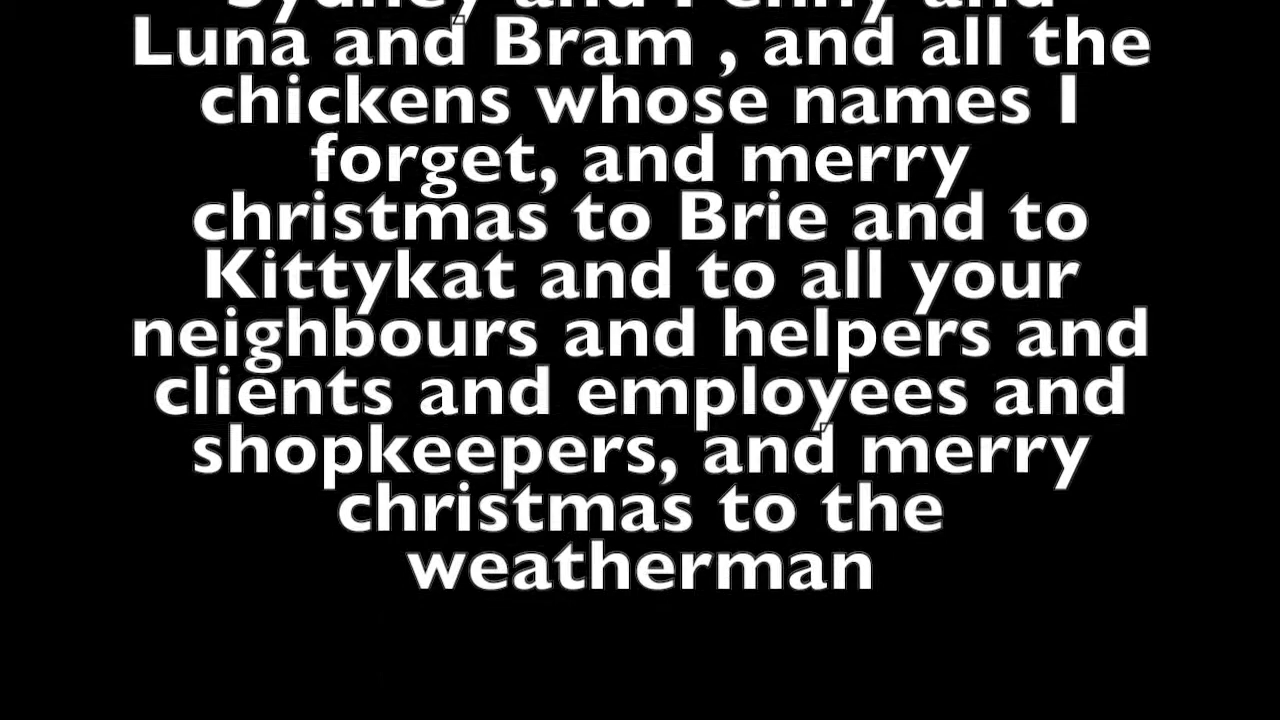 Sydney and Penny and
Luna and Bram , and all the
chickens whose names I
forget, and merry
christmas to Brie and to
Kittykat and to all your
neighbours and helpers and
clients and employees and
shopkeepers, and merry
christmas to the
weatherman